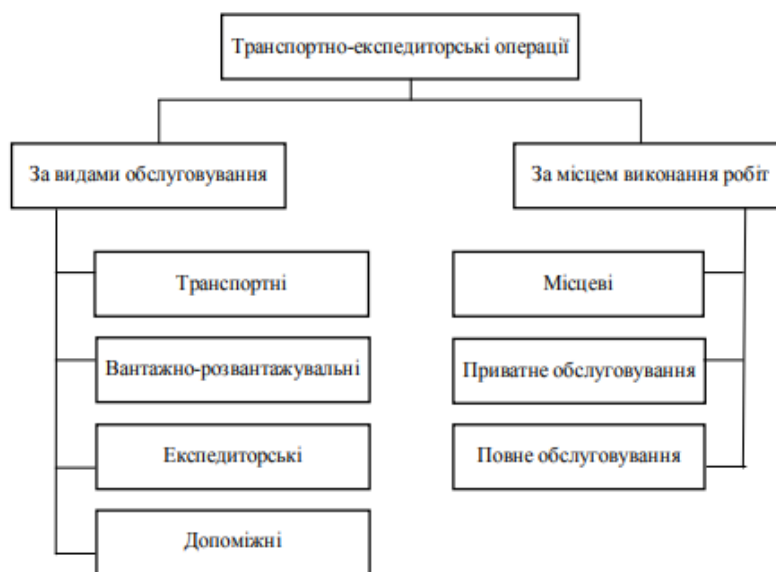 Транспортно-експедиторські операції
За видами обслуговування
За місцем виконання робіт
Транспортні
Місцеві
Вантажно-розвантажувальні
Приватне обслуговування
Експедиторські
Повне обслуговування
Допоміжні